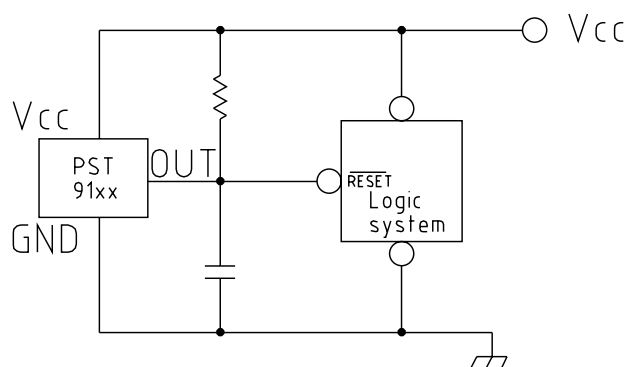 Vcc
Vcc
PST
91xx
OUT
GND
RESET
Logic
system